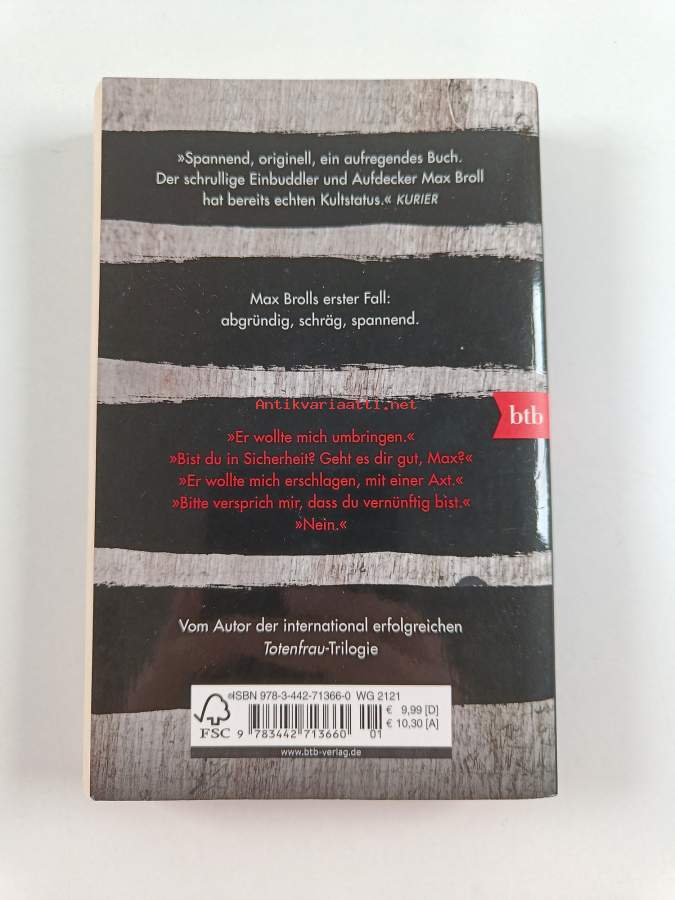 »Spannend, originell, ein aufregendes Buch.
Der schrullige Einbuddler und Aufdecker Max Broll
hat bereits echten Kultstatus.« KURIER
Max Brolls erster Fall:
abgründig, schräg, spannend.
Antikvariaatti.net
btb
»Er wollte mich umbringen.«
»Bist du in Sicherheit? Geht es dir gut, Max?«
»Er wollte mich erschlagen, mit einer Axt.«
»Bitte versprich mir, dass du vernünftig bist.«
»Nein.«
Vom Autor der international erfolgreichen
Totenfrau-Trilogie
ISBN 978-3-442-71366-0 WG 2121
€ 9,99 [D]
€ 10,30 [A]
FSC
9 783442 713660 01
www.btb-verlag.de